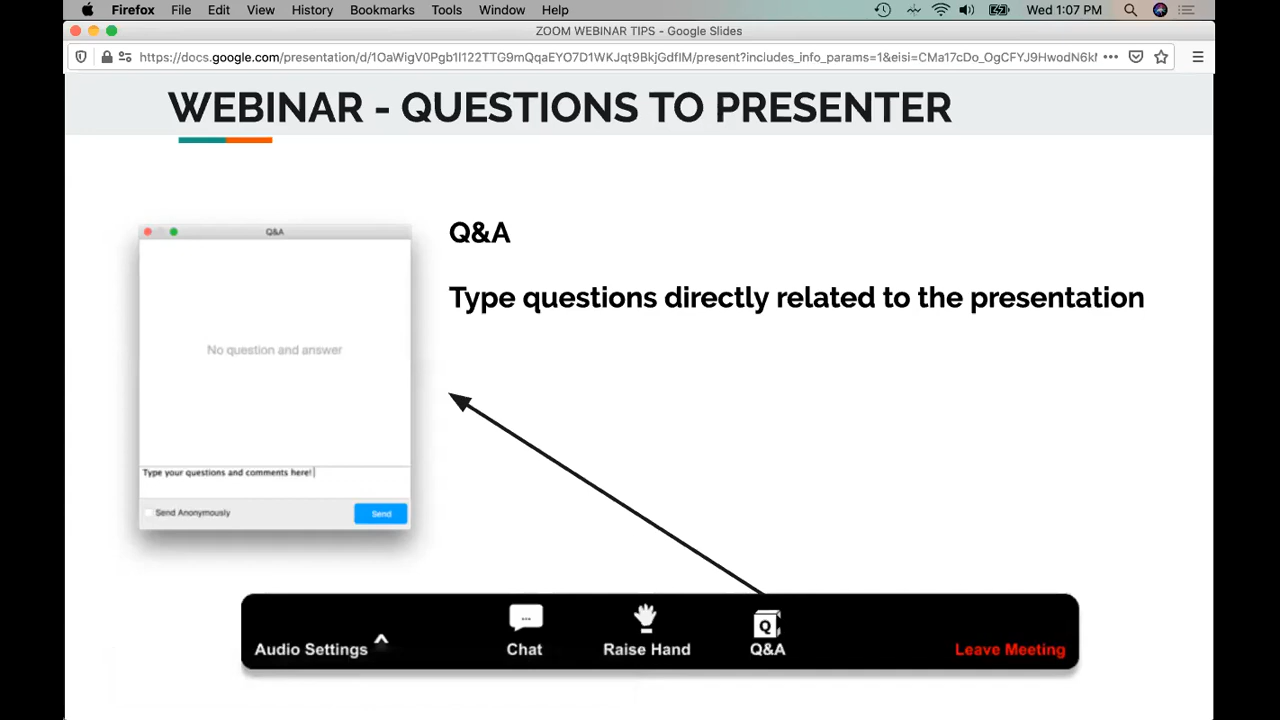 Firefox File Edit View History Bookmarks Tools Window Help Wed 1:07 PM
ZOOM WEBINAR TIPS - Google Slides
https://docs.google.com/presentation/d/1OaWigV0Pgb1I122TTG9mQqaEYO7D1WKJqt9BkjGdfIM/present?includes_info_params=1&eisi=CMa17cDo_OgCFYJ9HwodN6kM
WEBINAR - QUESTIONS TO PRESENTER
Q&A
Q&A
Type questions directly related to the presentation
No question and answer
Type your questions and comments here!
Send Anonymously Send
Audio Settings Chat Raise Hand Q&A Leave Meeting